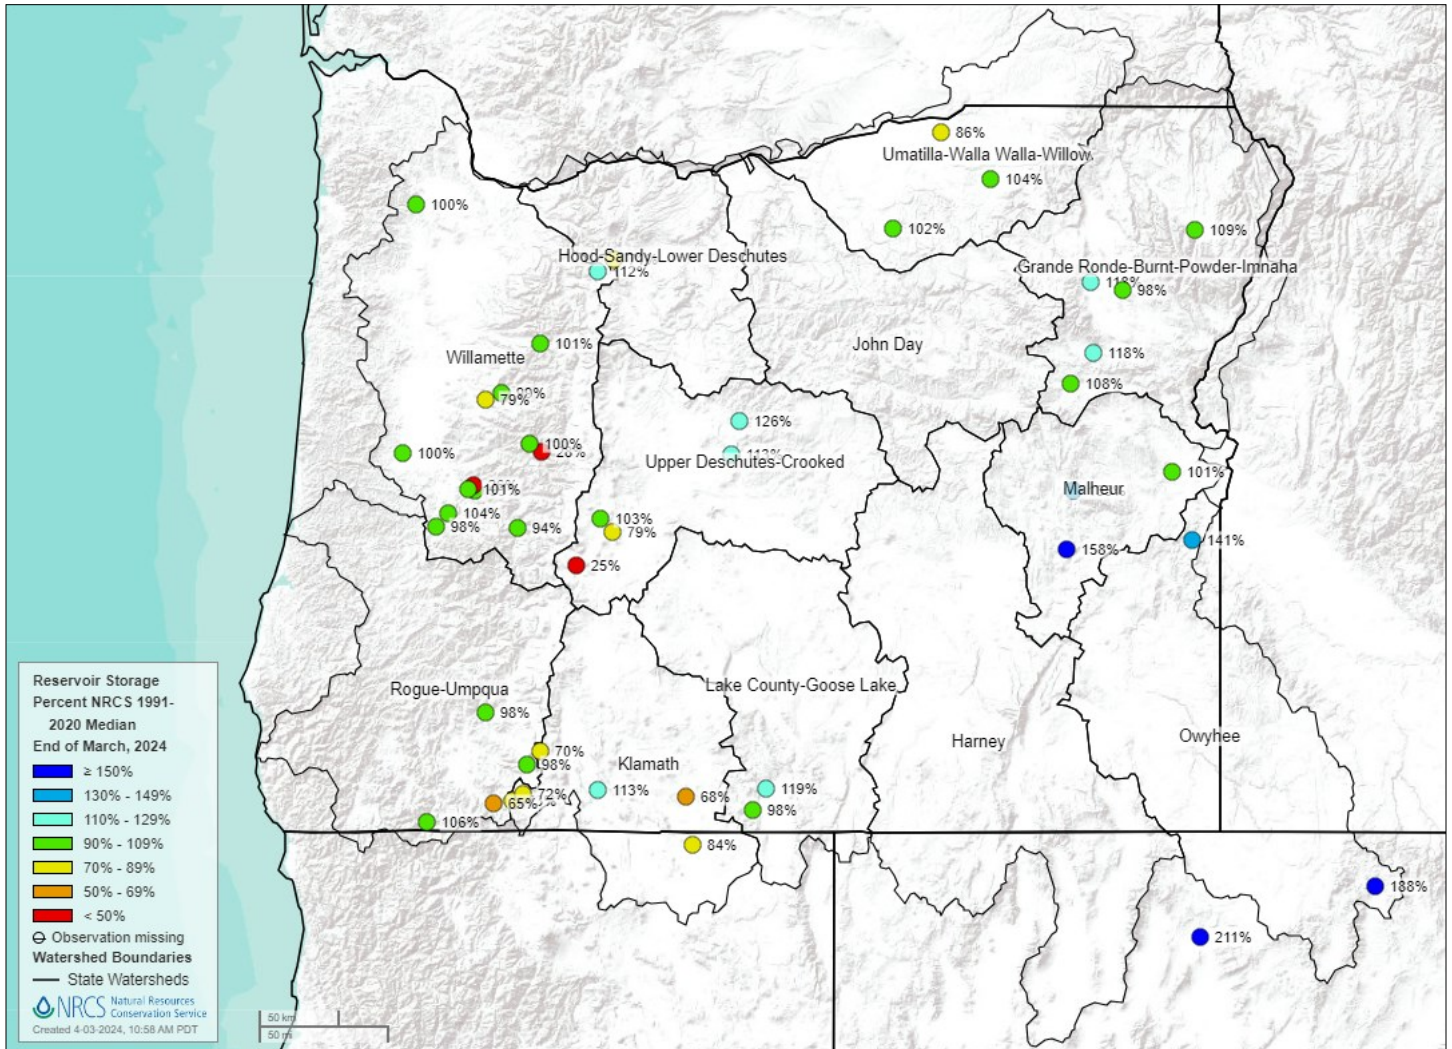 86%
Umatilla-Walla Walla-Willow
104%
100%
102%
109%
Hood-Sandy-Lower Deschutes
112%
Grande Ronde-Burnt-Powder-Imnaha
98%
101%
John Day
Willamette
118%
108%
79%
126%
100%
100%
Upper Deschutes-Crooked
101%
Malheur
101%
104%
103%
98%
94%
79%
141%
158%
25%
Rogue-Umpqua
Lake County-Goose Lake
98%
Harney
Owyhee
70%
98%
Klamath
72%
113%
68%
119%
65%
98%
106%
84%
188%
211%
Reservoir Storage
Percent NRCS 1991-
2020 Median
End of March, 2024
≥ 150%
130% - 149%
110% - 129%
90% - 109%
70% - 89%
50% - 69%
< 50%
Observation missing
Watershed Boundaries
State Watersheds
NRCS Natural Resources
Conservation Service
Created 4-03-2024, 10:58 AM PDT
50 km
50 mi